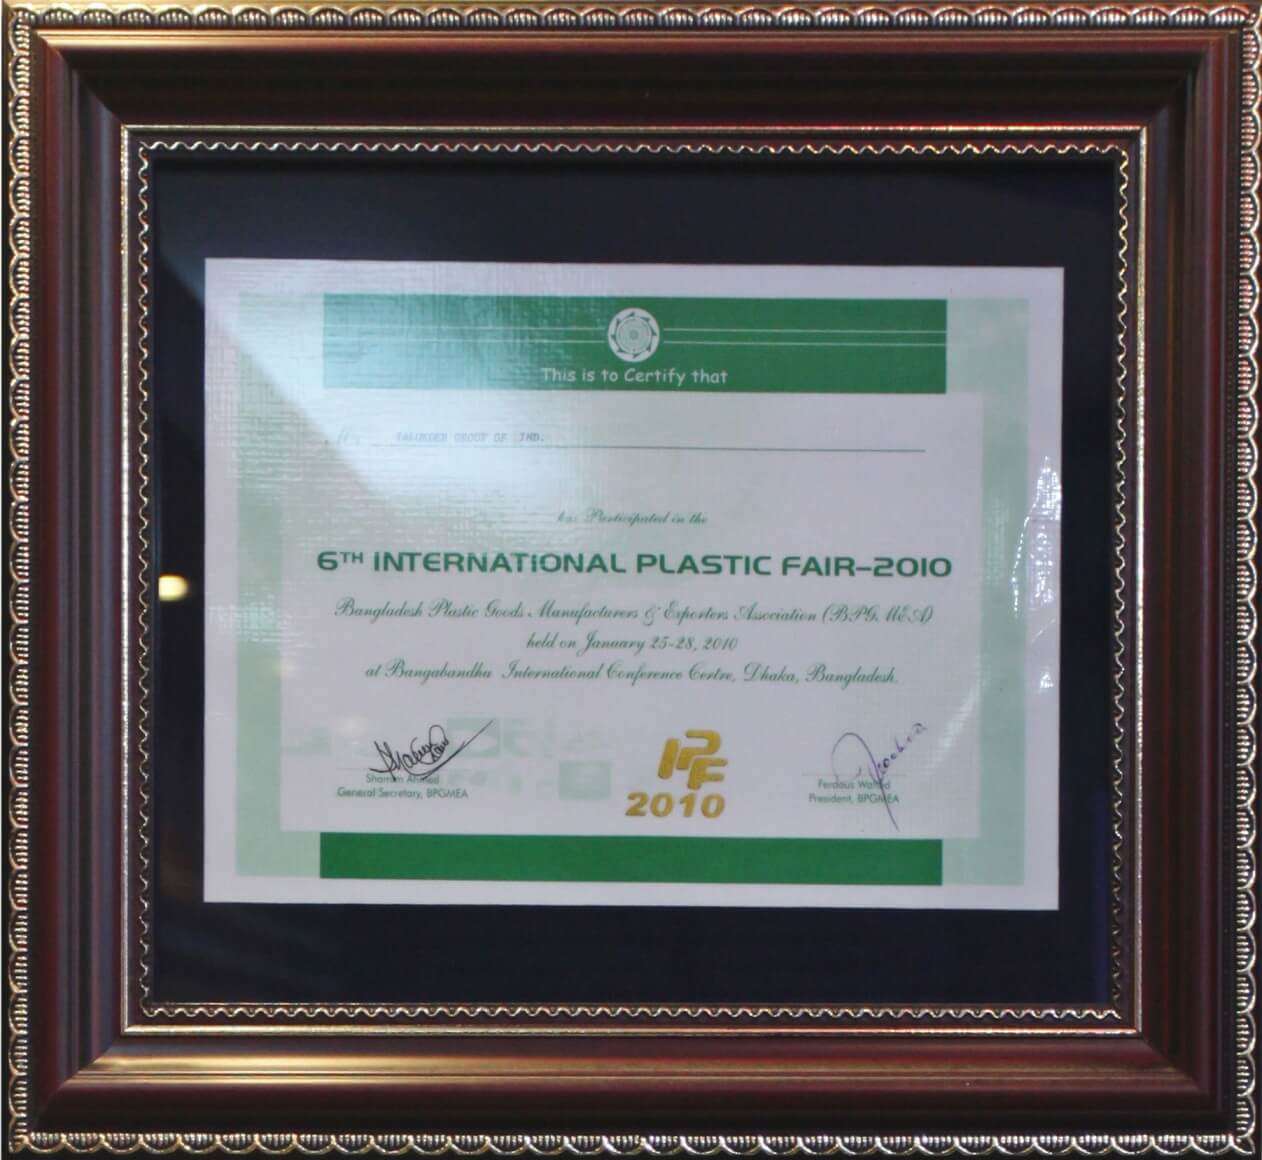 This is to Certify that
GROUP OF IND.
has Participated in the
6TH INTERNATIONAL PLASTIC FAIR-2010
Bangladesh Plastic Goods Manufacturers & Exporters Association (BPGMEA)
held on January 25-28, 2010
at Bangabandhu International Conference Centre, Dhaka, Bangladesh.
Shamim Ahmed
General Secretary, BPGMEA
IPF
2010
Ferdous Wahed
President, BPGMEA